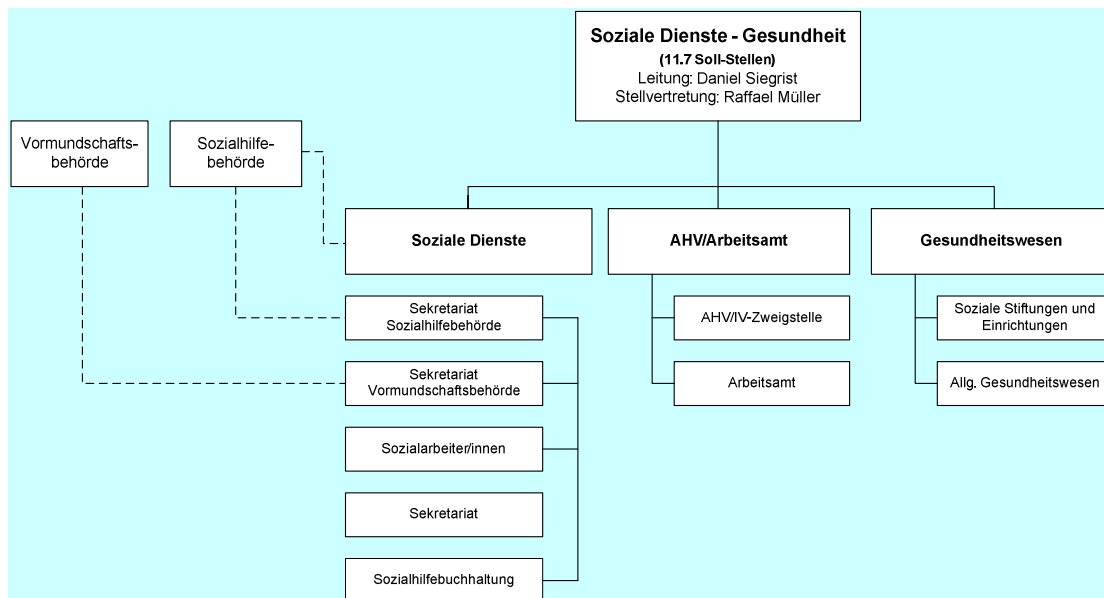 Soziale Dienste - Gesundheit
(11.7 Soll-Stellen)
Leitung: Daniel Siegrist
Stellvertretung: Raffael Müller
Vormundschafts-
behörde
Sozialhilfe-
behörde
Soziale Dienste
AHV/Arbeitsamt
Gesundheitswesen
Sekretariat
Sozialhilfebehörde
AHV/IV-Zweigstelle
Soziale Stiftungen und
Einrichtungen
Sekretariat
Vormundschaftsbehörde
Arbeitsamt
Allg. Gesundheitswesen
Sozialarbeiter/innen
Sekretariat
Sozialhilfebuchhaltung